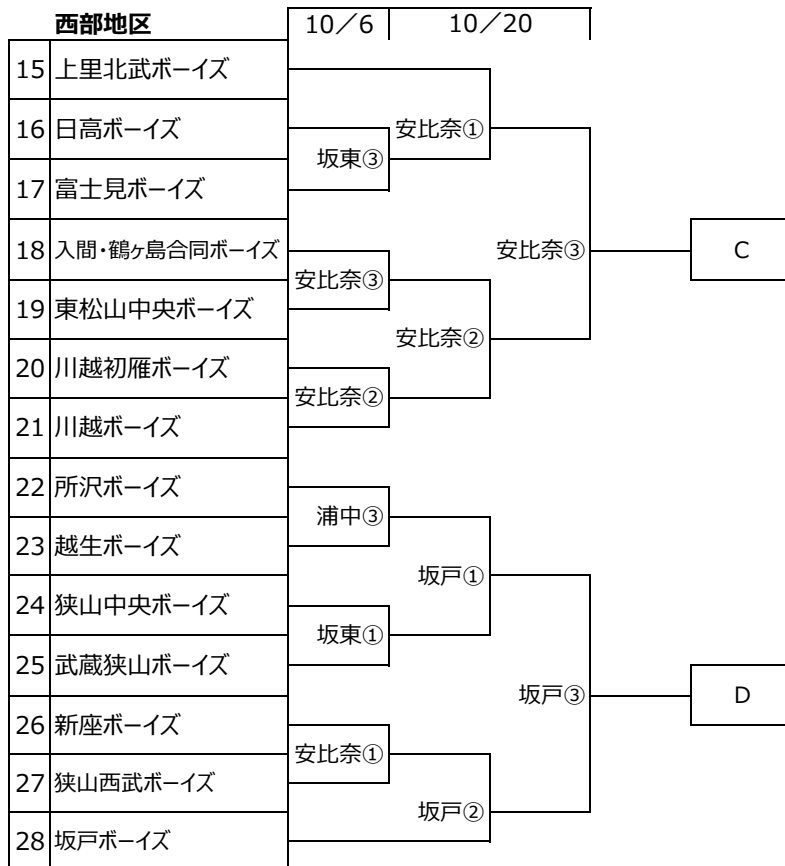 西部地区 10／6 10／20
15 上里北武ボーイズ
16 日高ボーイズ 安比奈①
坂東③
17 富士見ボーイズ
18 入間・鶴ヶ島合同ボーイズ 安比奈③ C
安比奈③
19 東松山中央ボーイズ
安比奈②
20 川越初雁ボーイズ
安比奈②
21 川越ボーイズ
22 所沢ボーイズ
浦中③
23 越生ボーイズ
坂戸①
24 狭山中央ボーイズ
坂東①
25 武蔵狭山ボーイズ
坂戸③ D
26 新座ボーイズ
安比奈①
27 狭山西武ボーイズ
坂戸②
28 坂戸ボーイズ